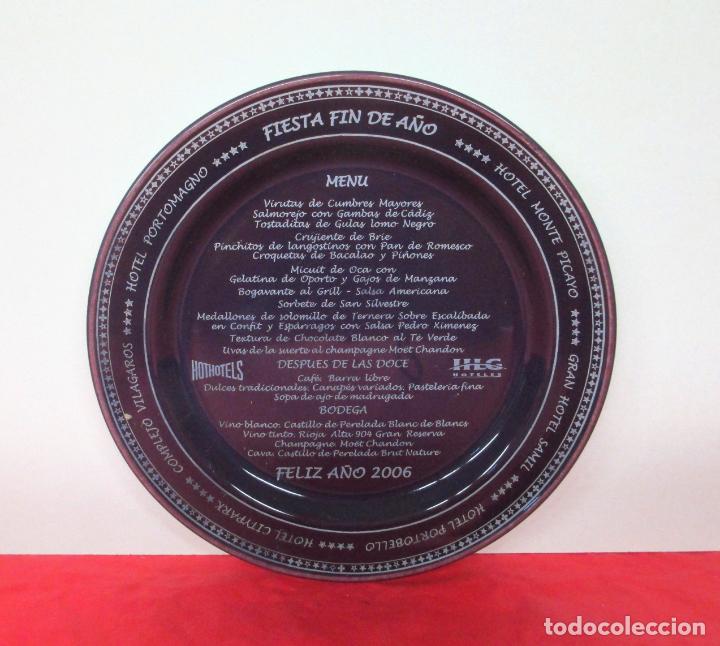 FIESTA FIN DE AÑO
**** HOTEL MONTE PICAYO
**** GRAN HOTEL SAMIL
**** HOTEL PORTOBELLO
**** HOTEL CITYPARK
**** COMPLEJO VILAGAROS
**** HOTEL PORTOMAGNO ****
MENU
Virutas de Cumbres Mayores
Salmorejo con Gambas de Cádiz
Tostaditas de Gulas lomo Negro
Crujiente de Brie
Pinchitos de langostinos con Pan de Romesco
Croquetas de Bacalao y Piñones
Micuit de Oca con
Gelatina de Oporto y Gajos de Manzana
Bogavante al Grill - Salsa Americana
Sorbete de San Silvestre
Medallones de solomillo de Ternera Sobre Escalibada
en Confit y Espárragos con Salsa Pedro Ximenez
Textura de Chocolate Blanco al Té Verde
Uvas de la suerte al champagne Moët Chandon
HOTHOTELS
DESPUES DE LAS DOCE
HLG
HOTELES
Café. Barra libre
Dulces tradicionales. Canapés variados. Pasteleria fina
Sopa de ajo de madrugada
BODEGA
Vino blanco: Castillo de Perelada Blanc de Blancs
Vino tinto. Rioja Alta 904 Gran Reserva
Champagne: Moët Chandon
Cava: Castillo de Perelada Brut Nature
FELIZ AÑO 2006
todocoleccion